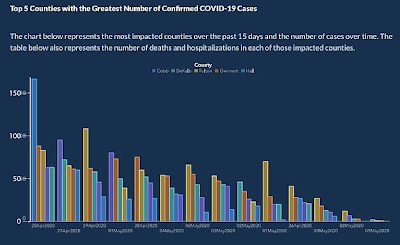 Top 5 Counties with the Greatest Number of Confirmed COVID-19 Cases
The chart below represents the most impacted counties over the past 15 days and the number of cases over time. The
table below also represents the number of deaths and hospitalizations in each of those impacted counties.
County
Cobb DeKalb Fulton Gwinnett Hall
150
100
50
0
28Apr2020 29Apr2020 30Apr2020 06May2020 02May2020 26Apr2020 08May2020
27Apr2020 01May2020 04May2020 05May2020 07May2020 03May2020 09May2020